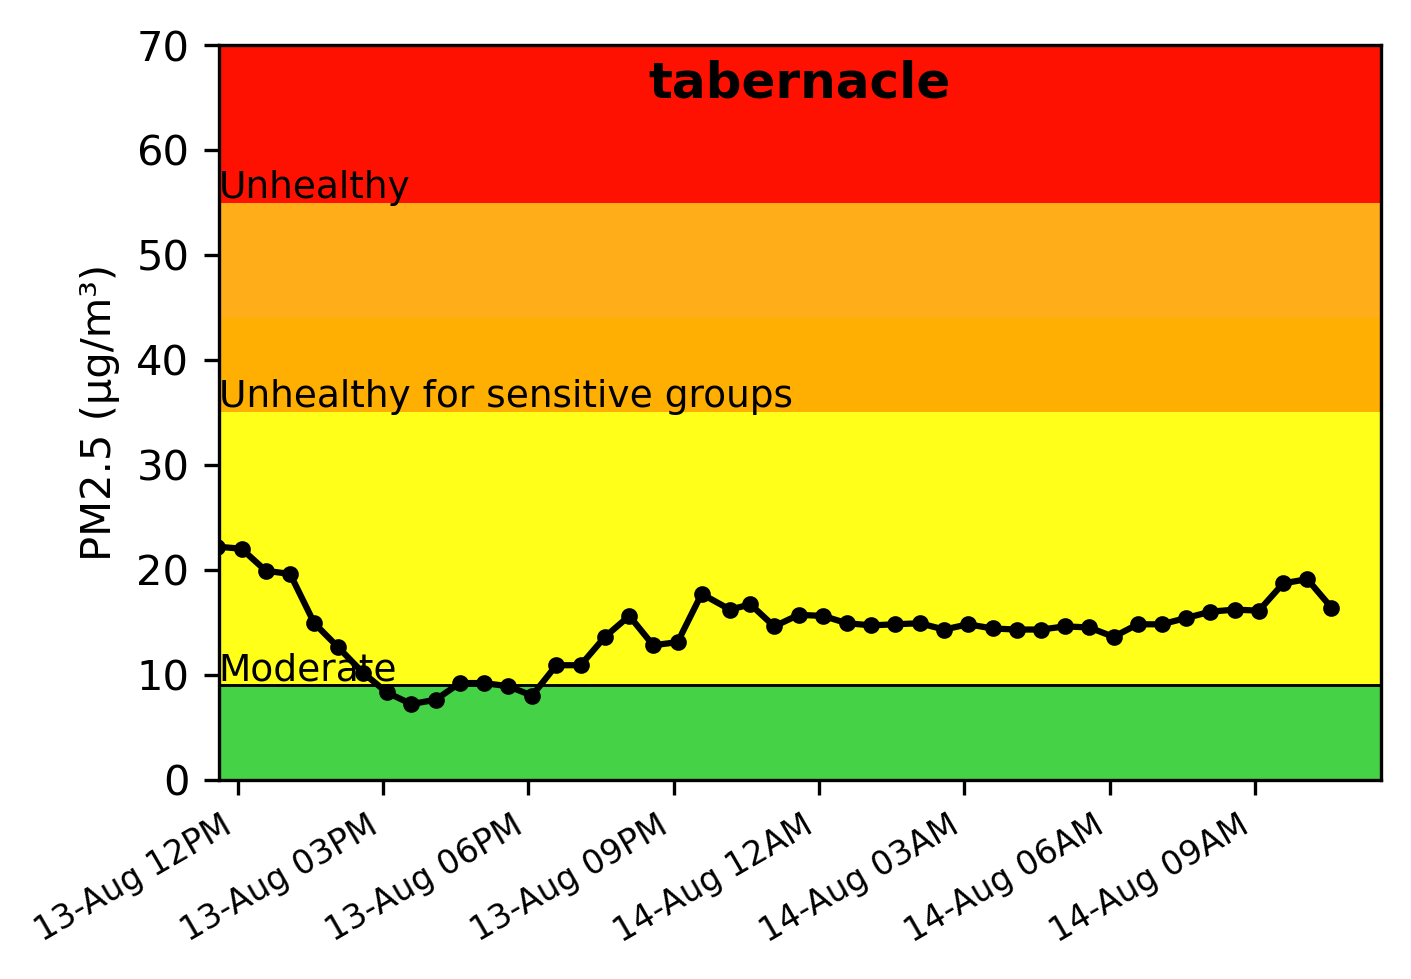 tabernacle
70
60
50
40
30
20
10
0
PM2.5 (µg/m³)
Unhealthy
Unhealthy for sensitive groups
Moderate
13-Aug 12PM
13-Aug 03PM
13-Aug 06PM
13-Aug 09PM
14-Aug 12AM
14-Aug 03AM
14-Aug 06AM
14-Aug 09AM